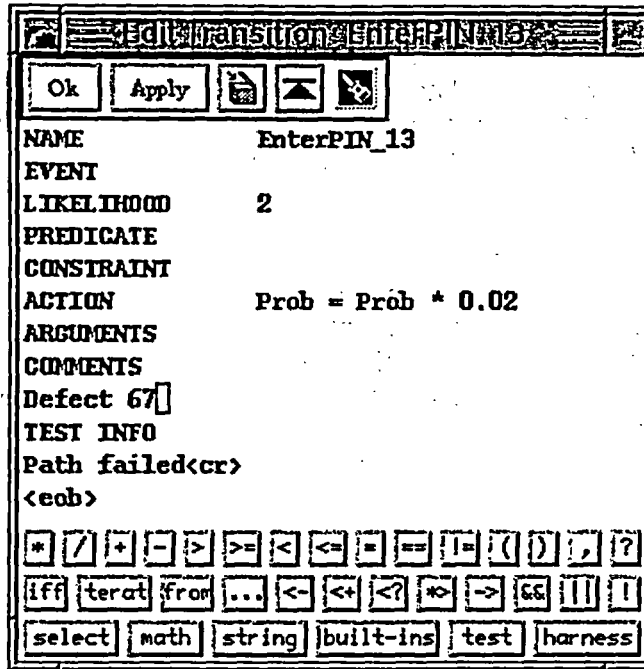 Edit Transition: EnterPIN_13
Ok Apply
NAME EnterPIN_13
EVENT
LIKELIHOOD 2
PREDICATE
CONSTRAINT
ACTION Prob = Prob * 0.02
ARGUMENTS
COMMENTS
Defect 67
TEST INFO
Path failed<cr>
<eob>
* / + - > >= < <= = == != ( ) , ?
iff terat from ... <- <+ <? *> -> && || !
select math string built-ins test harness